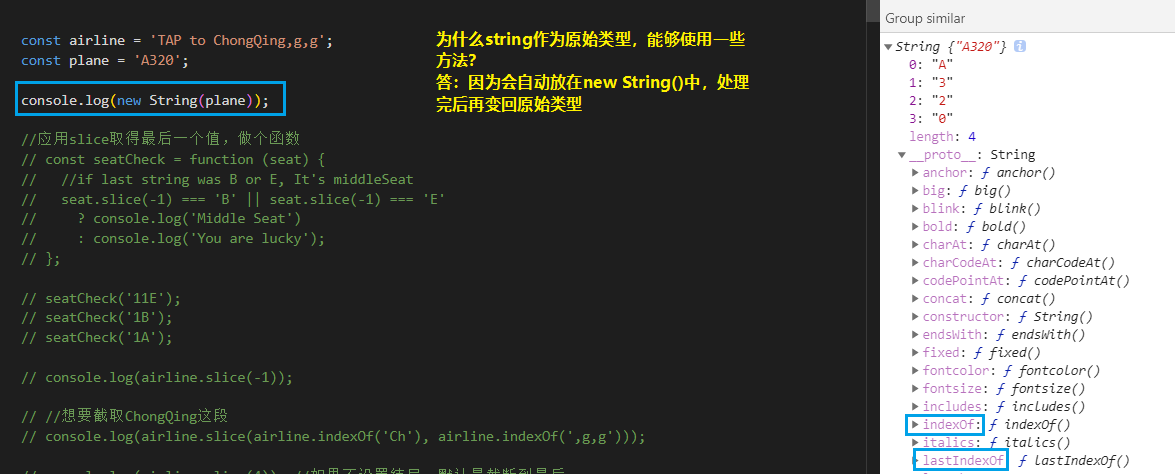 const airline = 'TAP to ChongQing,g,g';
const plane = 'A320';
console.log(new String(plane));
//应用slice取得最后一个值，做个函数
// const seatCheck = function (seat) {
//   //if last string was B or E, It's middleSeat
//   seat.slice(-1) === 'B' || seat.slice(-1) === 'E'
//     ? console.log('Middle Seat')
//     : console.log('You are lucky');
// };
// seatCheck('11E');
// seatCheck('1B');
// seatCheck('1A');
// console.log(airline.slice(-1));
// //想要截取ChongQing这段
// console.log(airline.slice(airline.indexOf('Ch'), airline.indexOf(',g,g')));
为什么string作为原始类型，能够使用一些
方法？
答：因为会自动放在new String()中，处理
完后再变回原始类型
Group similar
String {"A320"}
0: "A"
1: "3"
2: "2"
3: "0"
length: 4
__proto__: String
anchor: ƒ anchor()
big: ƒ big()
blink: ƒ blink()
bold: ƒ bold()
charAt: ƒ charAt()
charCodeAt: ƒ charCodeAt()
codePointAt: ƒ codePointAt()
concat: ƒ concat()
constructor: ƒ String()
endsWith: ƒ endsWith()
fixed: ƒ fixed()
fontcolor: ƒ fontcolor()
fontsize: ƒ fontsize()
includes: ƒ includes()
indexOf: ƒ indexOf()
italics: ƒ italics()
lastIndexOf ƒ lastIndexOf()